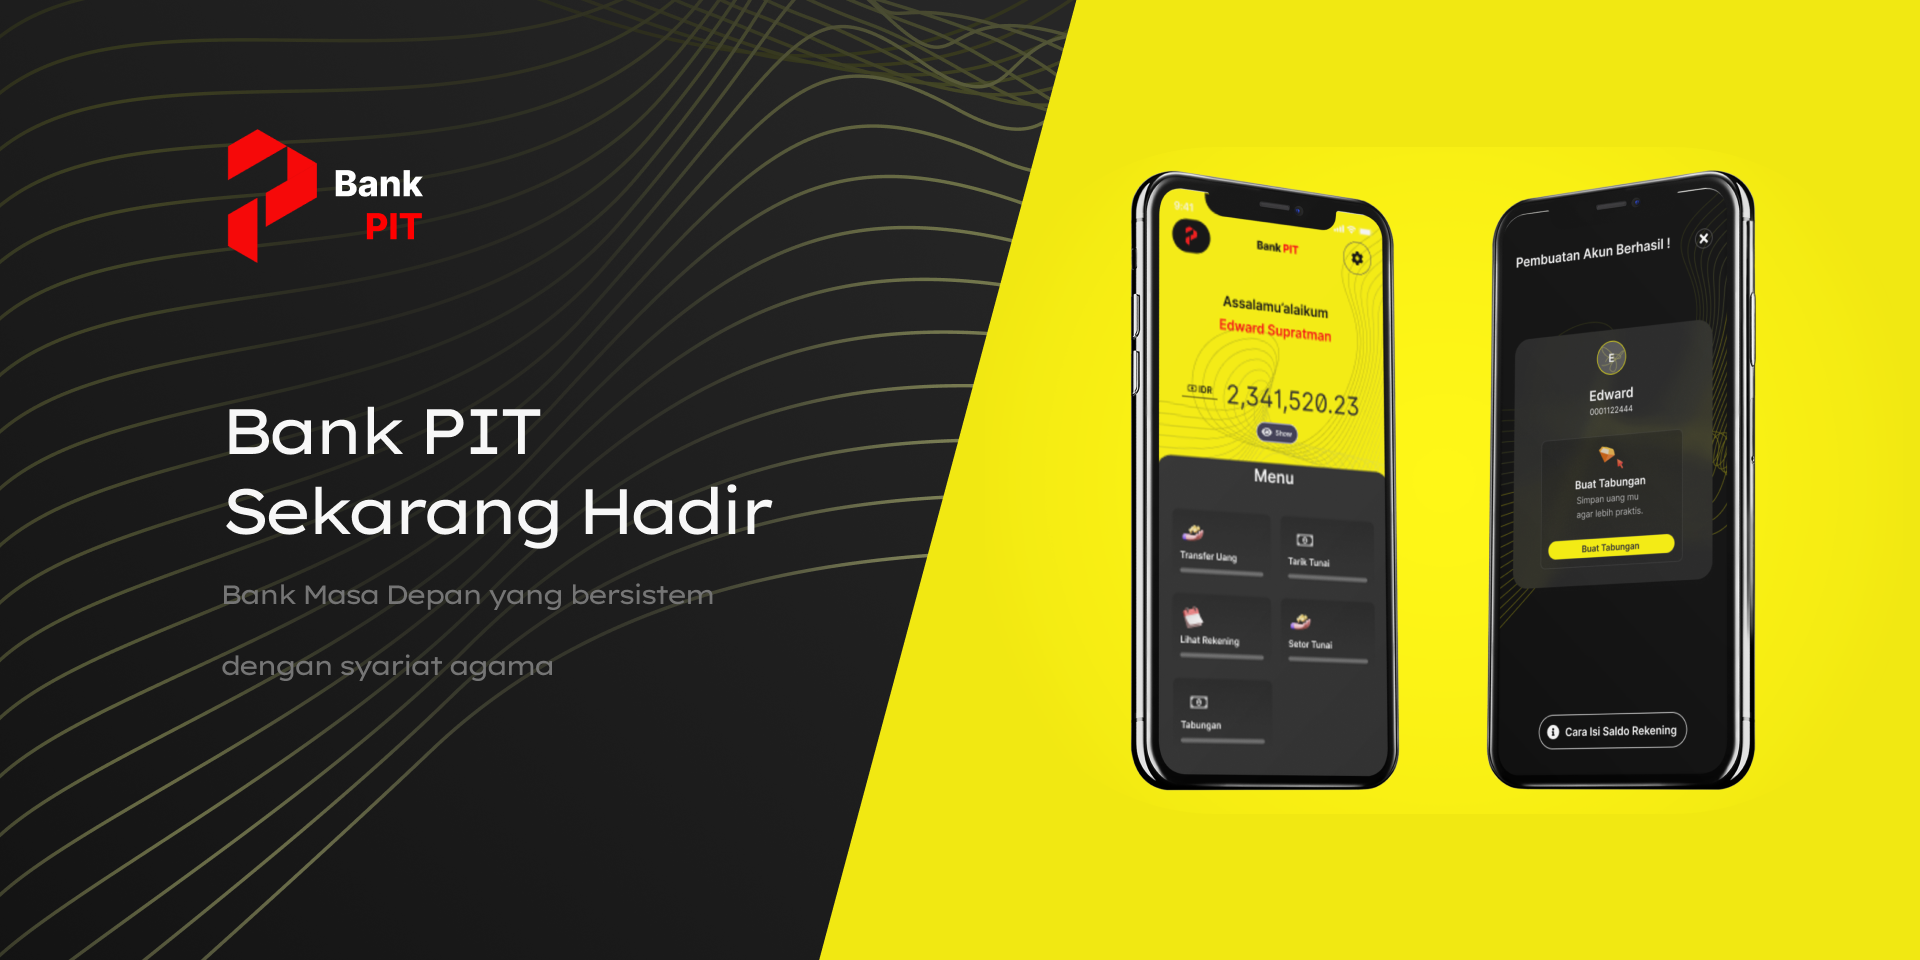 Bank
PIT
Bank PIT
Sekarang Hadir
Bank Masa Depan yang bersistem
dengan syariat agama
9:41
Bank PIT
Assalamu'alaikum
Edward Supratman
IDR 2,341,520.23
Show
Menu
Transfer Uang
Tarik Tunai
Lihat Rekening
Setor Tunai
Tabungan
Pembuatan Akun Berhasil !
E
Edward
0001122444
Buat Tabungan
Simpan uang mu
agar lebih praktis.
Buat Tabungan
Cara Isi Saldo Rekening